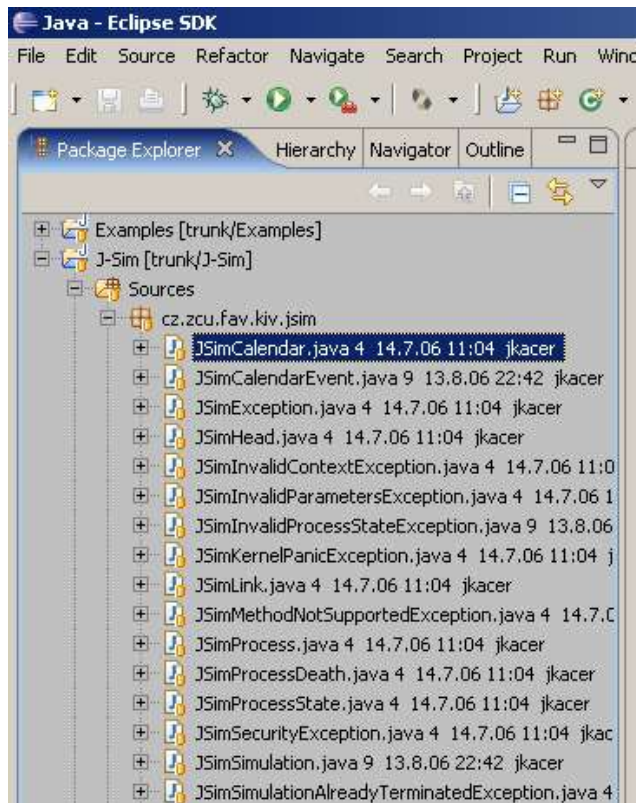 Java - Eclipse SDK
File Edit Source Refactor Navigate Search Project Run Winc
Package Explorer Hierarchy Navigator Outline
Examples [trunk/Examples]
J-Sim [trunk/J-Sim]
Sources
cz.zcu.fav.kiv.jsim
JSimCalendar.java 4 14.7.06 11:04 jkacer
JSimCalendarEvent.java 9 13.8.06 22:42 jkacer
JSimException.java 4 14.7.06 11:04 jkacer
JSimHead.java 4 14.7.06 11:04 jkacer
JSimInvalidContextException.java 4 14.7.06 11:0
JSimInvalidParametersException.java 4 14.7.06 1
JSimInvalidProcessStateException.java 9 13.8.06
JSimKernelPanicException.java 4 14.7.06 11:04 j
JSimLink.java 4 14.7.06 11:04 jkacer
JSimMethodNotSupportedException.java 4 14.7.0
JSimProcess.java 4 14.7.06 11:04 jkacer
JSimProcessDeath.java 4 14.7.06 11:04 jkacer
JSimProcessState.java 4 14.7.06 11:04 jkacer
JSimSecurityException.java 4 14.7.06 11:04 jkac
JSimSimulation.java 9 13.8.06 22:42 jkacer
JSimSimulationAlreadyTerminatedException.java 4